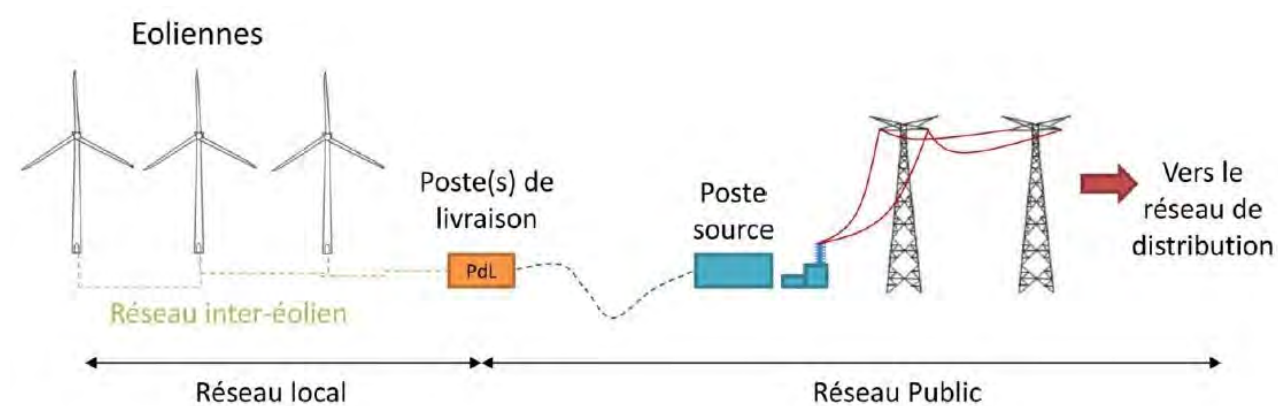 Eoliennes
Poste(s) de
livraison
PdL
Poste
source
Vers le
réseau de
distribution
Réseau inter-éolien
Réseau local
Réseau Public